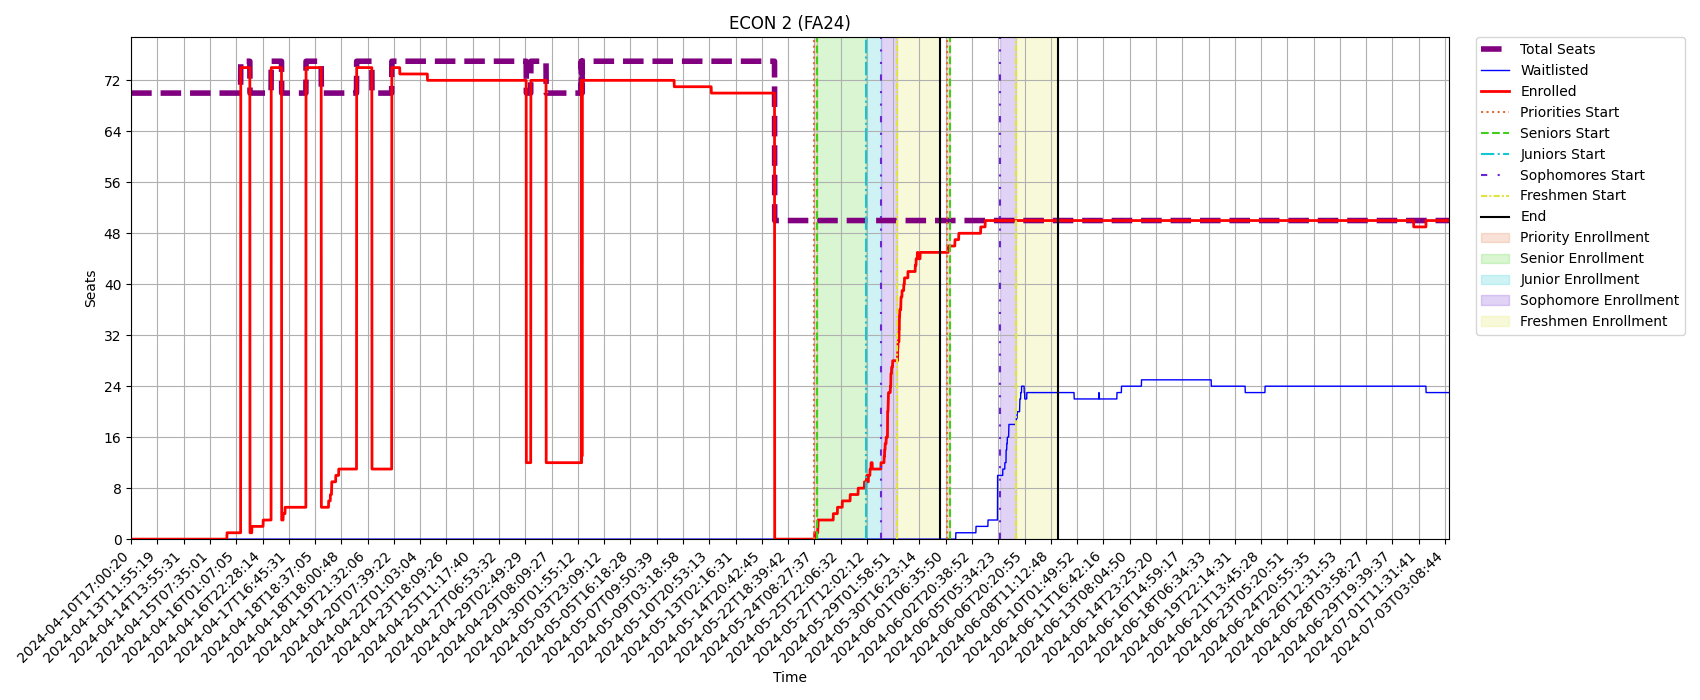 ECON 2 (FA24)
Total Seats
Waitlisted
Enrolled
Priorities Start
Seniors Start
Juniors Start
Sophomores Start
Freshmen Start
End
Priority Enrollment
Senior Enrollment
Junior Enrollment
Sophomore Enrollment
Freshmen Enrollment
Seats
72
64
56
48
40
32
24
16
8
0
2024-04-10T17:00:20
2024-04-13T11:55:19
2024-04-14T13:55:31
2024-04-15T07:35:01
2024-04-16T01:07:05
2024-04-16T22:28:14
2024-04-17T16:45:31
2024-04-18T18:37:05
2024-04-18T18:00:48
2024-04-19T21:32:06
2024-04-20T07:39:22
2024-04-22T01:03:04
2024-04-23T18:09:26
2024-04-25T11:17:40
2024-04-27T06:53:32
2024-04-29T02:49:29
2024-04-29T08:09:27
2024-04-30T01:55:12
2024-05-03T23:09:12
2024-05-05T16:18:28
2024-05-07T09:50:39
2024-05-09T03:18:58
2024-05-10T20:53:13
2024-05-13T02:16:31
2024-05-14T20:42:45
2024-05-22T18:39:42
2024-05-24T08:27:37
2024-05-25T22:06:32
2024-05-27T12:02:12
2024-05-29T01:58:51
2024-05-30T16:23:14
2024-06-01T06:35:50
2024-06-02T20:38:52
2024-06-05T05:34:23
2024-06-06T20:20:55
2024-06-08T11:12:48
2024-06-10T01:49:52
2024-06-11T16:42:16
2024-06-13T08:04:50
2024-06-14T23:25:20
2024-06-16T14:59:17
2024-06-18T06:34:33
2024-06-19T22:14:31
2024-06-21T13:45:28
2024-06-23T05:20:51
2024-06-24T20:55:35
2024-06-26T12:31:53
2024-06-28T03:58:27
2024-06-29T19:39:37
2024-07-01T11:31:41
2024-07-03T03:08:44
Time